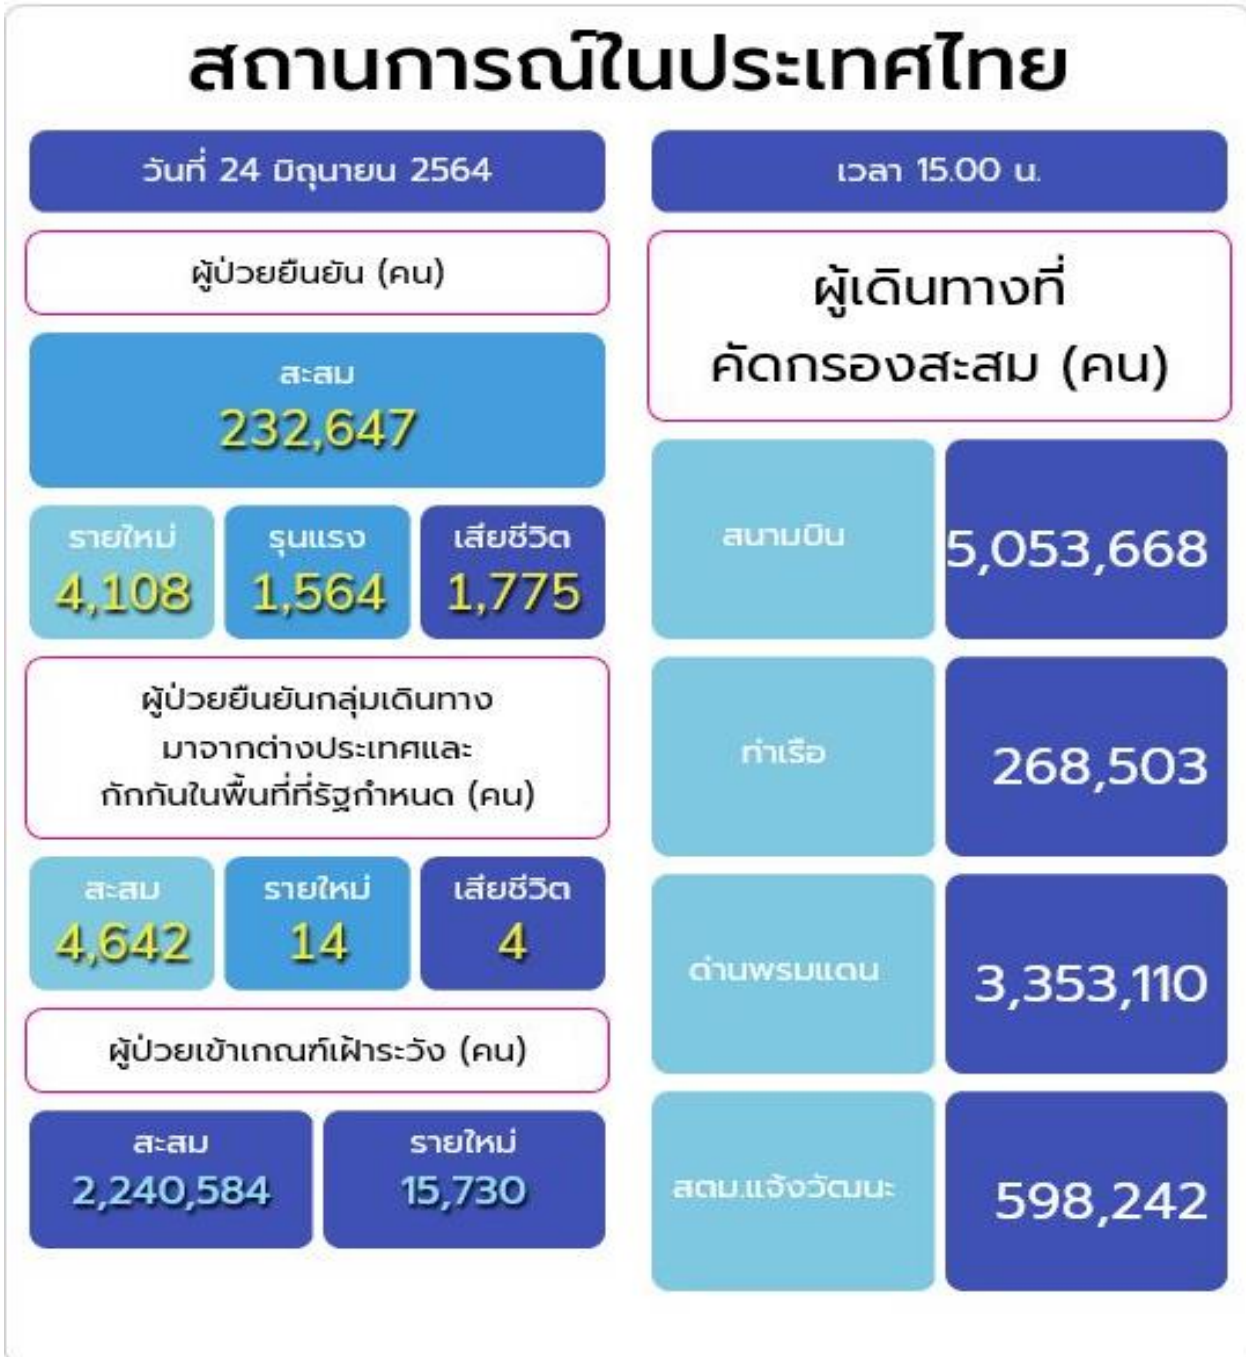 สถานการณ์ในประเทศไทย
วันที่ 24 มิถุนายน 2564
เวลา 15.00 น.
ผู้ป่วยยืนยัน (คน)
สะสม
232,647
รายใหม่
4,108
รุนแรง
1,564
เสียชีวิต
1,775
ผู้ป่วยยืนยันกลุ่มเดินทาง
มาจากต่างประเทศและ
กักกันในพื้นที่ที่รัฐกำหนด (คน)
สะสม
4,642
รายใหม่
14
เสียชีวิต
4
ผู้ป่วยเข้าเกณฑ์เฝ้าระวัง (คน)
สะสม
2,240,584
รายใหม่
15,730
ผู้เดินทางที่
คัดกรองสะสม (คน)
สนามบิน
5,053,668
ท่าเรือ
268,503
ด่านพรมแดน
3,353,110
สตม.แจ้งวัฒนะ
598,242